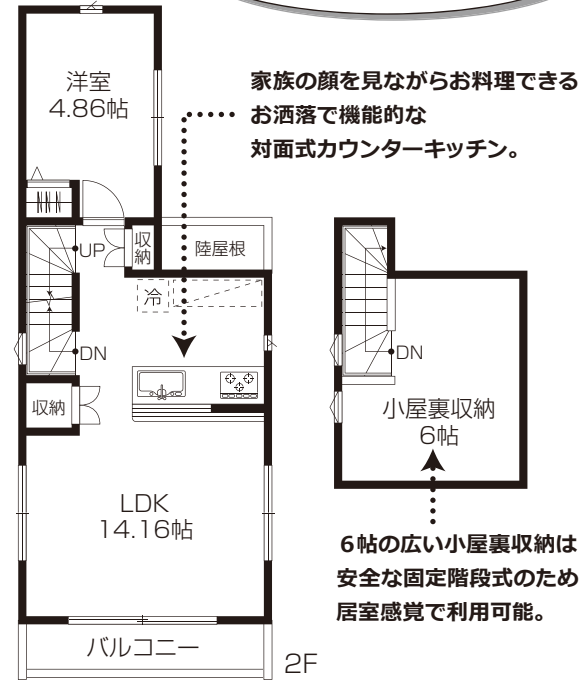 洋室
4.86帖
家族の顔を見ながらお料理できる
お洒落で機能的な
対面式カウンターキッチン。
UP
収納
陸屋根
冷
DN
収納
LDK
14.16帖
バルコニー
2F
DN
小屋裏収納
6帖
6帖の広い小屋裏収納は
安全な固定階段式のため
居室感覚で利用可能。